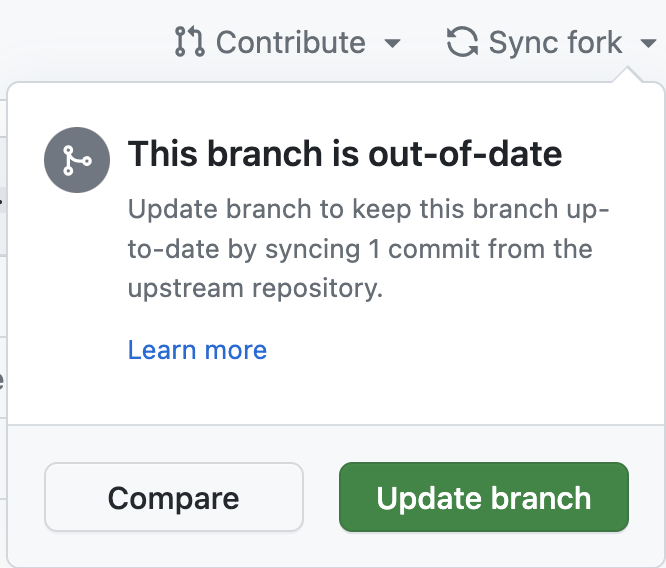 Contribute
Sync fork
This branch is out-of-date
Update branch to keep this branch up-
to-date by syncing 1 commit from the
upstream repository.
Learn more
Compare
Update branch